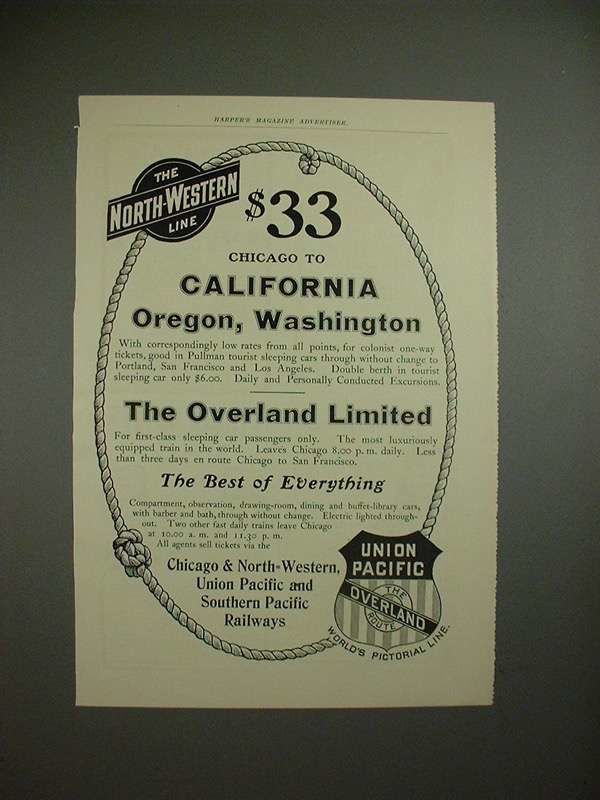 HARPER'S MAGAZINE ADVERTISER.
THE
NORTH-WESTERN
LINE
$33
CHICAGO TO
CALIFORNIA
Oregon, Washington
With correspondingly low rates from all points, for colonist one-way
tickets, good in Pullman tourist sleeping cars through without change to
Portland, San Francisco and Los Angeles. Double berth in tourist
sleeping car only $6.00. Daily and Personally Conducted Excursions.
The Overland Limited
For first-class sleeping car passengers only. The most luxuriously
equipped train in the world. Leaves Chicago 8.00 p. m. daily. Less
than three days en route Chicago to San Francisco.
The Best of Everything
Compartment, observation, drawing-room, dining and buffet-library cars,
with barber and bath, through without change. Electric lighted through-
out. Two other fast daily trains leave Chicago
at 10.00 a. m. and 11.30 p. m.
All agents sell tickets via the
Chicago & North-Western,
Union Pacific and
Southern Pacific
Railways
UNION
PACIFIC
THE
OVERLAND
ROUTE
WORLD'S PICTORIAL LINE.